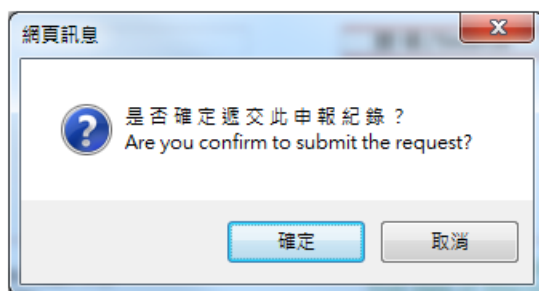 網頁訊息
是否確定遞交此申報紀錄？
Are you confirm to submit the request?
確定
取消